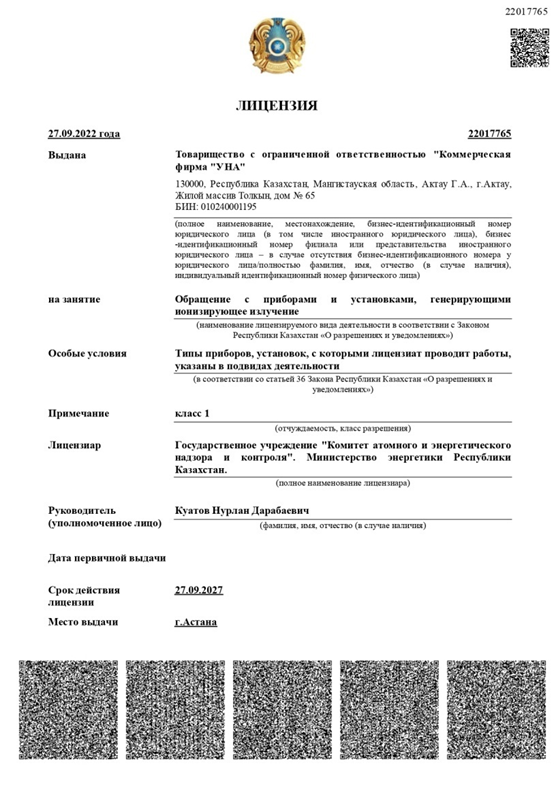 22017765
ЛИЦЕНЗИЯ
27.09.2022 года 22017765
Выдана Товарищество с ограниченной ответственностью "Коммерческая
фирма "УНА"
130000, Республика Казахстан, Мангистауская область, Актау Г.А., г.Актау,
Жилой массив Толкын, дом № 65
БИН: 010240001195
(полное наименование, местонахождение, бизнес-идентификационный номер
юридического лица (в том числе иностранного юридического лица), бизнес
-идентификационный номер филиала или представительства иностранного
юридического лица – в случае отсутствия бизнес-идентификационного номера у
юридического лица/полностью фамилия, имя, отчество (в случае наличия),
индивидуальный идентификационный номер физического лица)
на занятие Обращение с приборами и установками, генерирующими
ионизирующее излучение
(наименование лицензируемого вида деятельности в соответствии с Законом
Республики Казахстан «О разрешениях и уведомлениях»)
Особые условия Типы приборов, установок, с которыми лицензиат проводит работы,
указаны в подвидах деятельности
(в соответствии со статьей 36 Закона Республики Казахстан «О разрешениях и
уведомлениях»)
Примечание класс 1
(отчуждаемость, класс разрешения)
Лицензиар Государственное учреждение "Комитет атомного и энергетического
надзора и контроля". Министерство энергетики Республики
Казахстан.
(полное наименование лицензиара)
Руководитель Куатов Нурлан Дарабаевич
(уполномоченное лицо) (фамилия, имя, отчество (в случае наличия)
Дата первичной выдачи
Срок действия 27.09.2027
лицензии
Место выдачи г.Астана